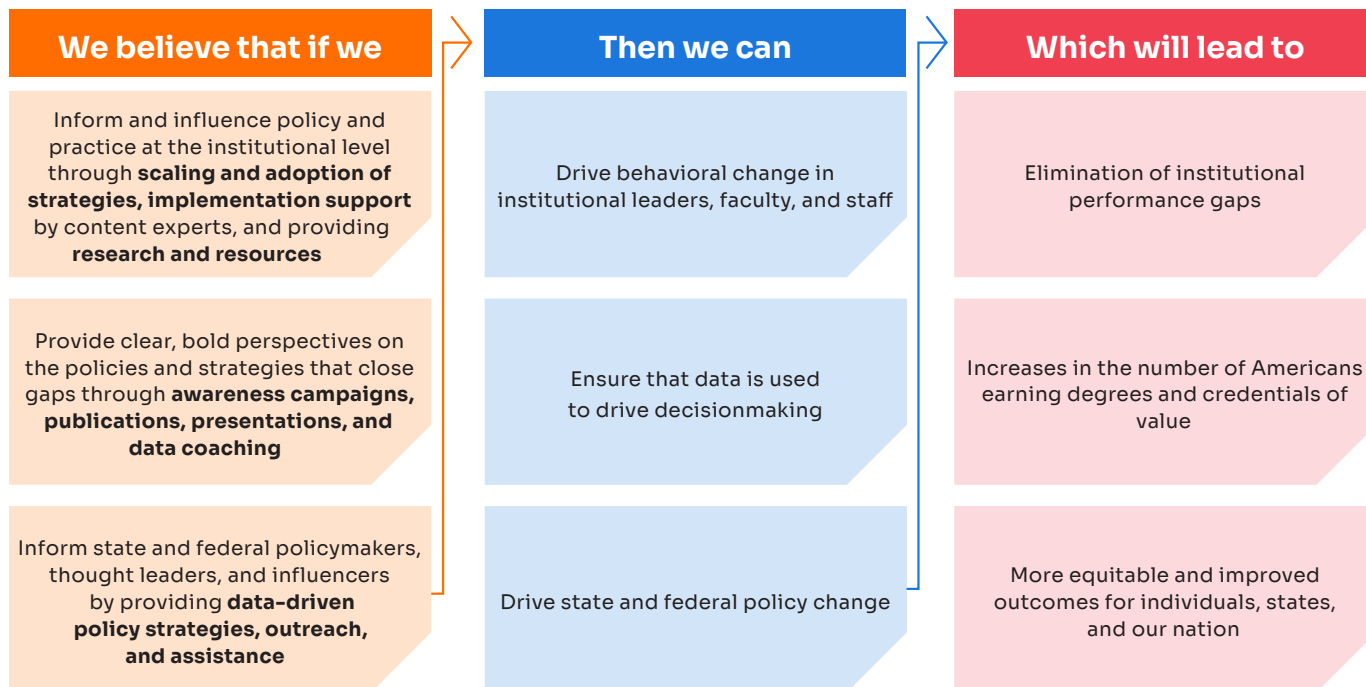 We believe that if we
Inform and influence policy and
practice at the institutional level
through scaling and adoption of
strategies, implementation support
by content experts, and providing
research and resources
Provide clear, bold perspectives on
the policies and strategies that close
gaps through awareness campaigns,
publications, presentations, and
data coaching
Inform state and federal policymakers,
thought leaders, and influencers
by providing data-driven
policy strategies, outreach,
and assistance
Then we can
Drive behavioral change in
institutional leaders, faculty, and staff
Ensure that data is used
to drive decisionmaking
Drive state and federal policy change
Which will lead to
Elimination of institutional
performance gaps
Increases in the number of Americans
earning degrees and credentials of
value
More equitable and improved
outcomes for individuals, states,
and our nation